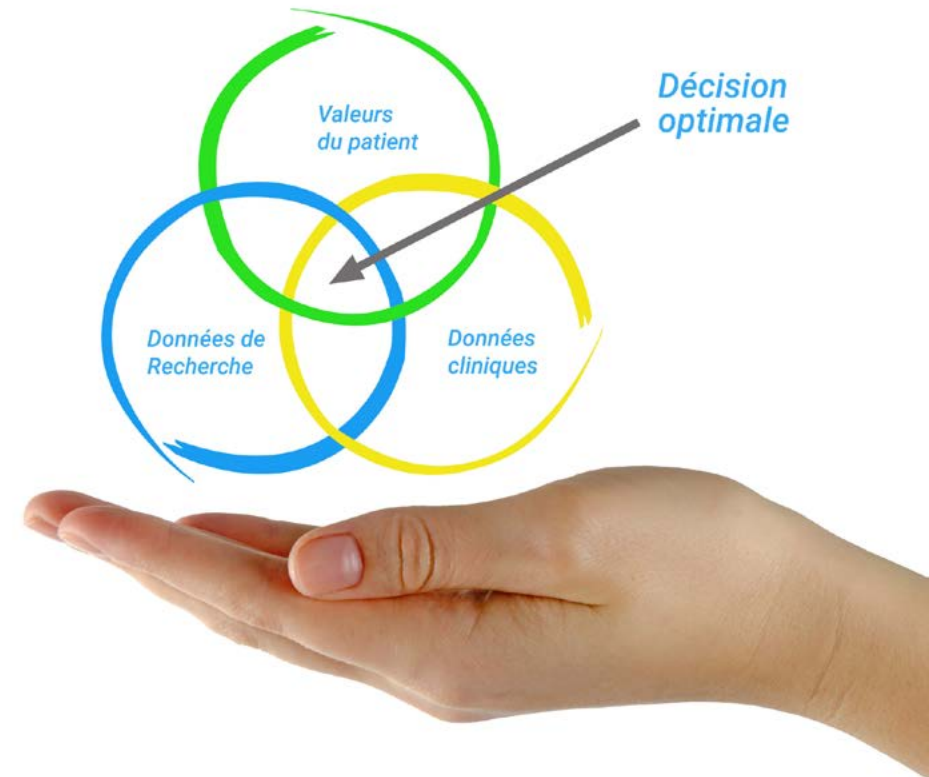 Décision
optimale
Valeurs
du patient
Données de
Recherche
Données
cliniques